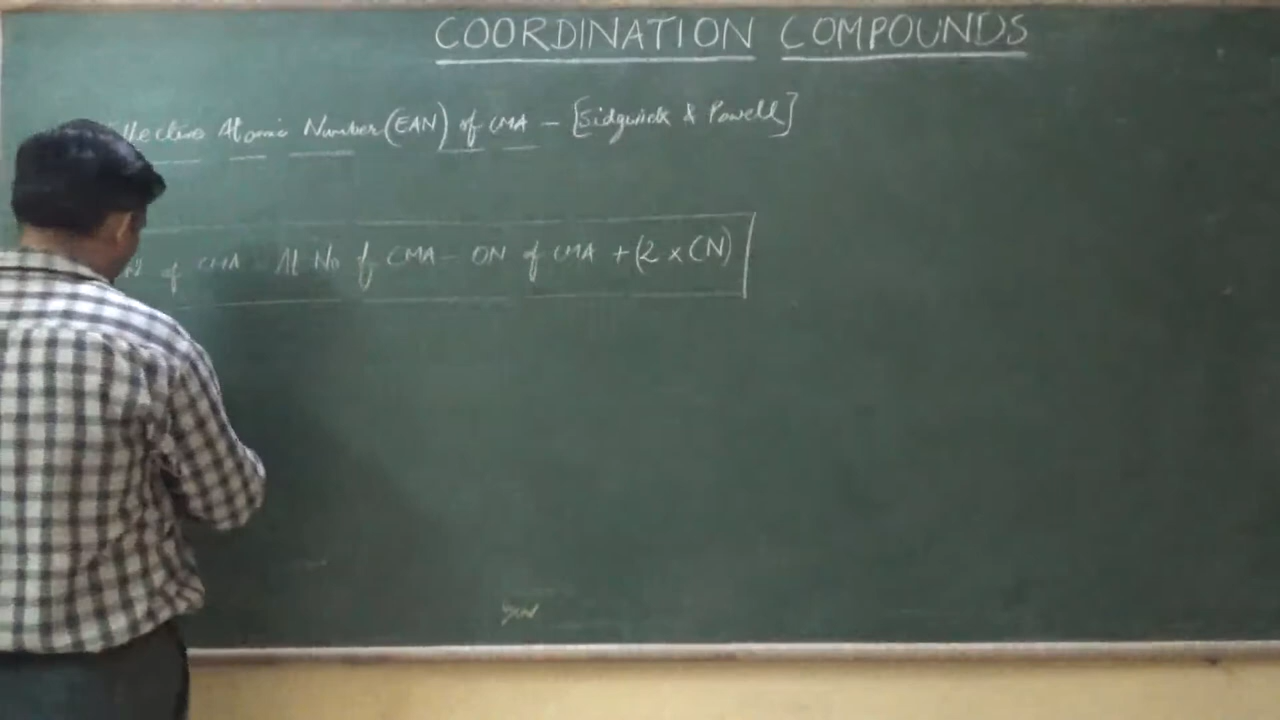 COORDINATION COMPOUNDS
Atomic Number (EAN) of CMA - [Sidgwick & Powell]
of CMA At No of CMA - ON of CMA + (2 x CN)